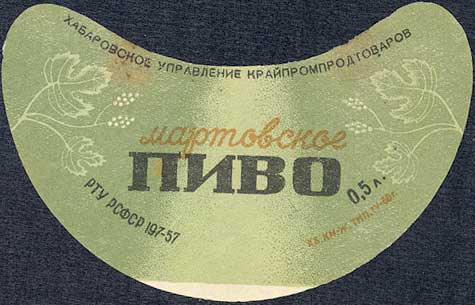 ХАБАРОВСКОЕ УПРАВЛЕНИЕ КРАЙПРОМПРОДТОВАРОВ
мартовское
ПИВО
0,5 л.
РТУ РСФСР 197-57